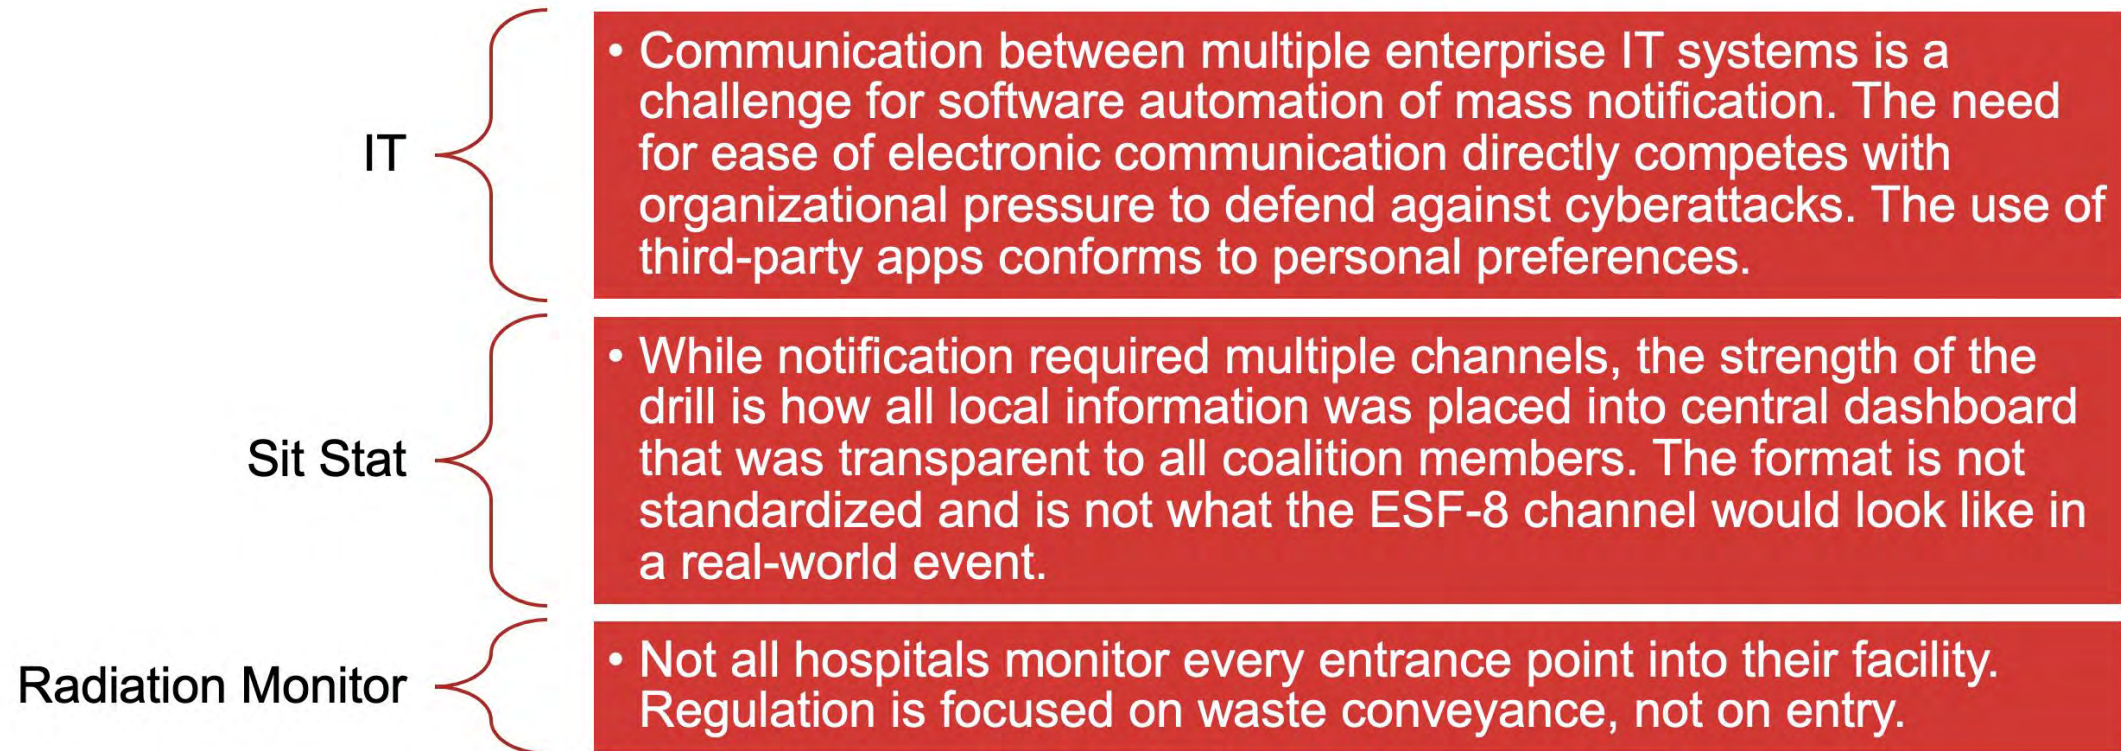 IT
• Communication between multiple enterprise IT systems is a
challenge for software automation of mass notification. The need
for ease of electronic communication directly competes with
organizational pressure to defend against cyberattacks. The use of
third-party apps conforms to personal preferences.
Sit Stat
• While notification required multiple channels, the strength of the
drill is how all local information was placed into central dashboard
that was transparent to all coalition members. The format is not
standardized and is not what the ESF-8 channel would look like in
a real-world event.
Radiation Monitor
• Not all hospitals monitor every entrance point into their facility.
Regulation is focused on waste conveyance, not on entry.